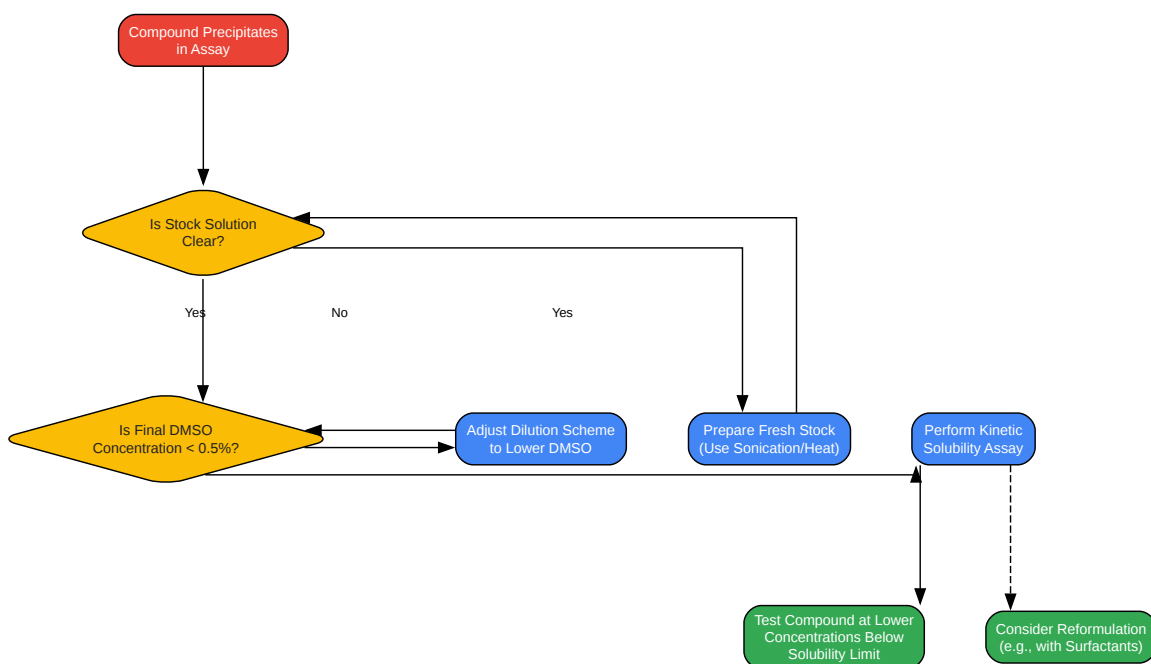 Compound Precipitates
in Assay
Is Stock Solution
Clear?
Yes
No
Yes
Is Final DMSO
Concentration < 0.5%?
Adjust Dilution Scheme
to Lower DMSO
Prepare Fresh Stock
(Use Sonication/Heat)
Perform Kinetic
Solubility Assay
Test Compound at Lower
Concentrations Below
Solubility Limit
Consider Reformulation
(e.g., with Surfactants)